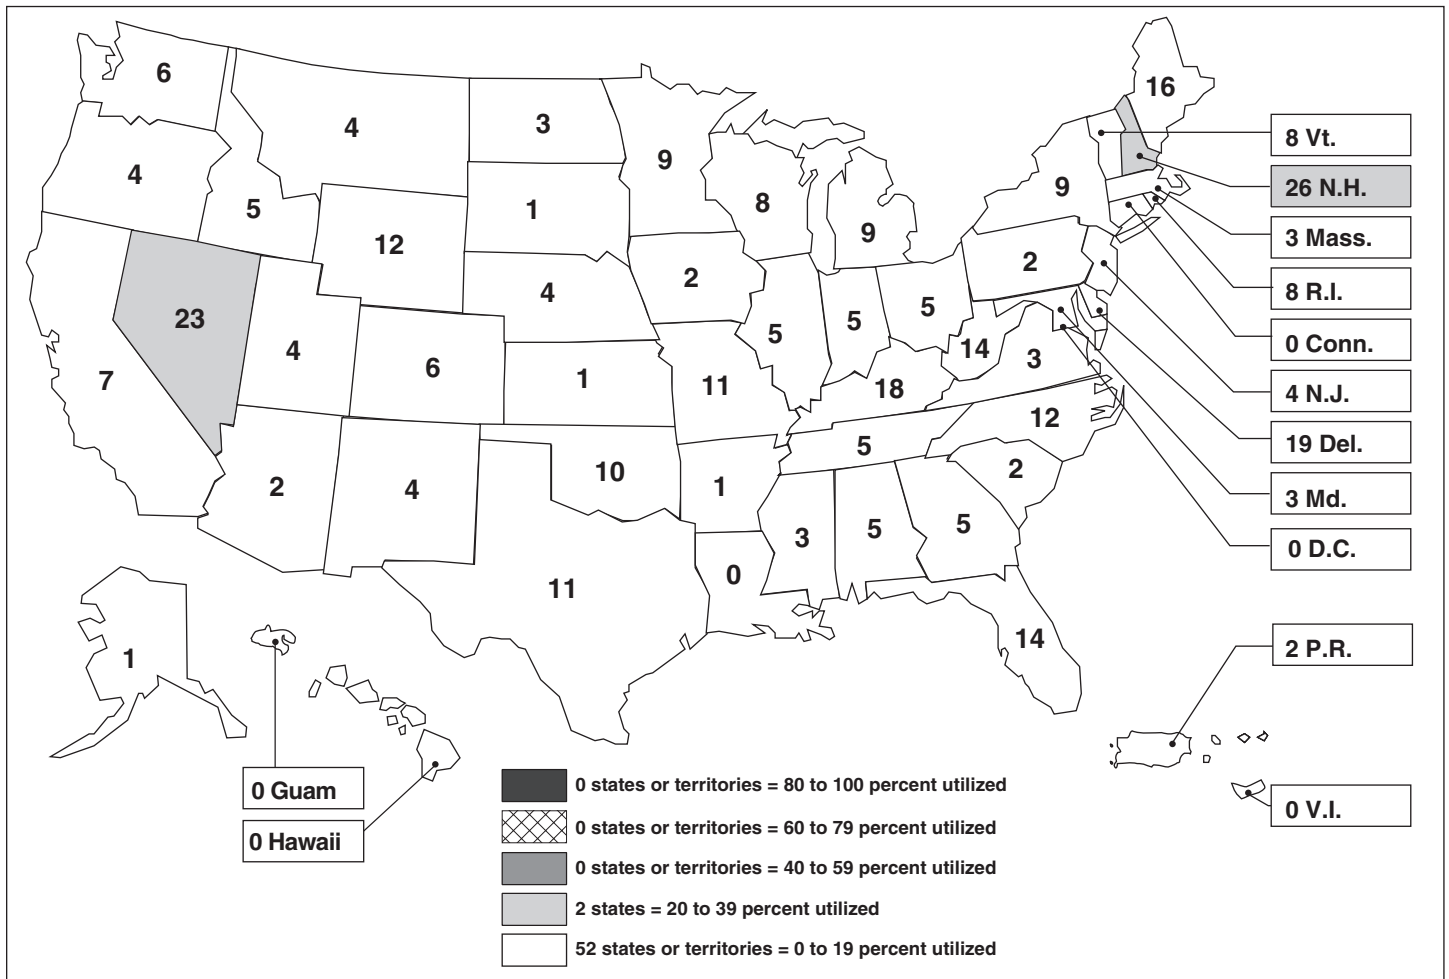 6
4
3
9
16
8 Vt.
4
5
12
1
8
9
9
26 N.H.
3 Mass.
8 R.I.
0 Conn.
4 N.J.
19 Del.
3 Md.
0 D.C.
23
4
4
2
2
7
6
1
11
5
5
5
14
3
18
12
2
4
10
1
5
2
3
5
5
11
0
14
1
2 P.R.
0 V.I.
0 Guam
0 Hawaii
0 states or territories = 80 to 100 percent utilized
0 states or territories = 60 to 79 percent utilized
0 states or territories = 40 to 59 percent utilized
2 states = 20 to 39 percent utilized
52 states or territories = 0 to 19 percent utilized